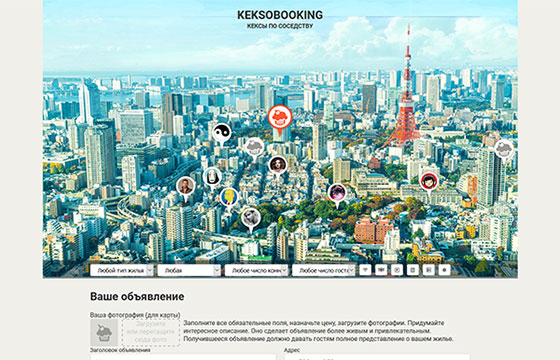 KEKSOBOOKING
КЕКСЫ ПО СОСЕДСТВУ
Любой тип жилья Любая Любое число комн Любое число госте
Ваше объявление
Ваша фотография (для карты)
Загрузите
или перетащите
сюда фото
Заполните все обязательные поля, назначьте цену, загрузите фотографии. Придумайте
интересное описание. Оно сделает объявление более живым и привлекательным.
Получившееся объявление должно давать гостям полное представление о вашем жилье.
Заголовок объявления Адрес